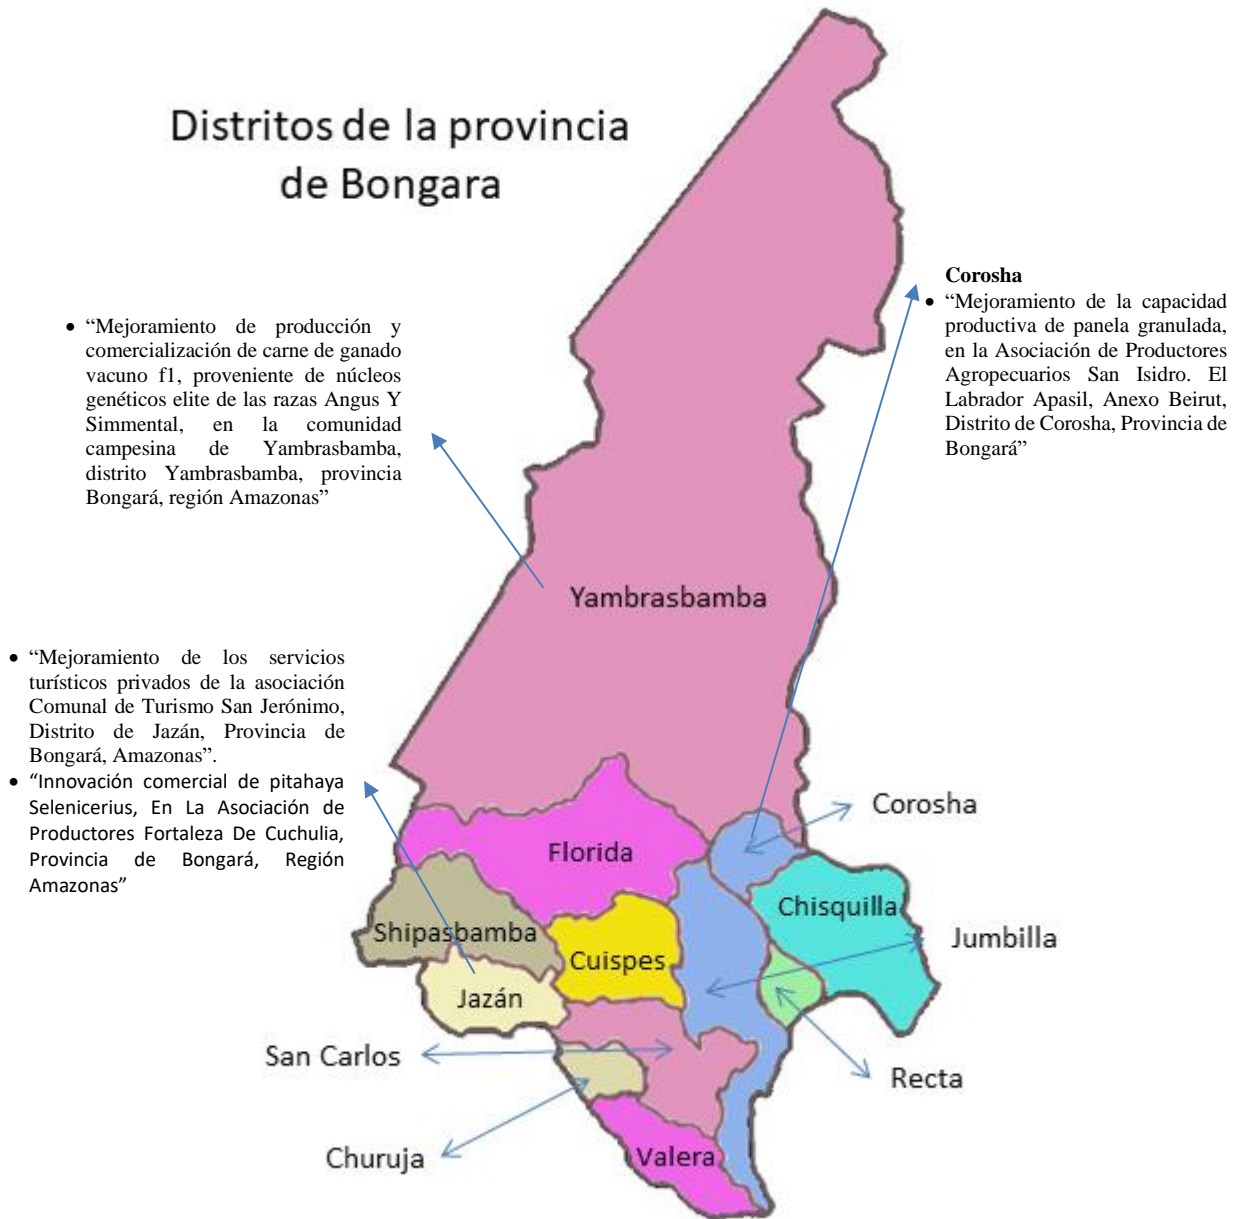 Distritos de la provincia
de Bongara
Corosha
• “Mejoramiento de la capacidad
productiva de panela granulada,
en la Asociación de Productores
Agropecuarios San Isidro. El
Labrador Apasil, Anexo Beirut,
Distrito de Corosha, Provincia de
Bongará”
• “Mejoramiento de producción y
comercialización de carne de ganado
vacuno f1, proveniente de núcleos
genéticos elite de las razas Angus Y
Simmental, en la comunidad
campesina de Yambrasbamba,
distrito Yambrasbamba, provincia
Bongará, región Amazonas”
Yambrasbamba
• “Mejoramiento de los servicios
turísticos privados de la asociación
Comunal de Turismo San Jerónimo,
Distrito de Jazán, Provincia de
Bongará, Amazonas”.
• “Innovación comercial de pitahaya
Selenicerius, En La Asociación de
Productores Fortaleza De Cuchulia,
Provincia de Bongará, Región
Amazonas”
Corosha
Florida
Chisquilla
Shipasbamba
Jumbilla
Cuispes
Jazán
San Carlos
Recta
Churuja
Valera